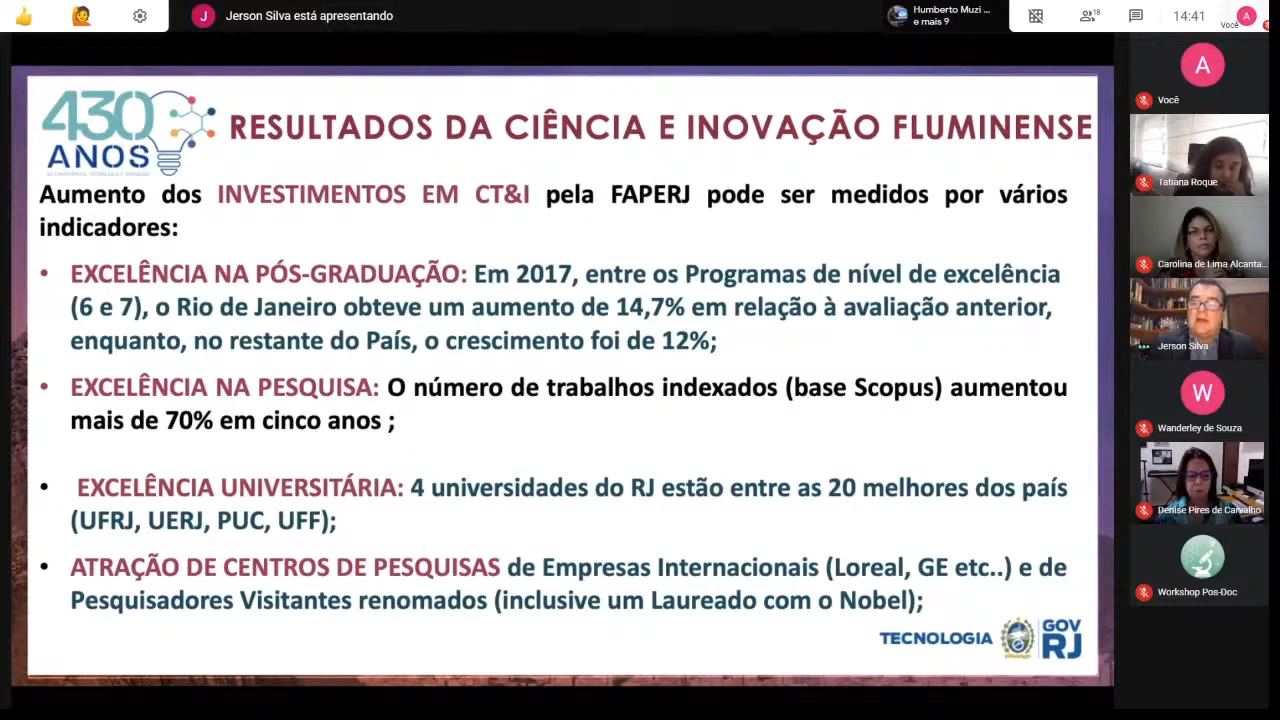 Jerson Silva está apresentando
Humberto Muzi ...
e mais 9
18
14:41
Você
J
A
430
ANOS
RESULTADOS DA CIÊNCIA E INOVAÇÃO FLUMINENSE
Aumento dos INVESTIMENTOS EM CT&I pela FAPERJ pode ser medidos por vários
indicadores:
• EXCELÊNCIA NA PÓS-GRADUAÇÃO: Em 2017, entre os Programas de nível de excelência
(6 e 7), o Rio de Janeiro obteve um aumento de 14,7% em relação à avaliação anterior,
enquanto, no restante do País, o crescimento foi de 12%;
• EXCELÊNCIA NA PESQUISA: O número de trabalhos indexados (base Scopus) aumentou
mais de 70% em cinco anos ;
• EXCELÊNCIA UNIVERSITÁRIA: 4 universidades do RJ estão entre as 20 melhores dos país
(UFRJ, UERJ, PUC, UFF);
• ATRAÇÃO DE CENTROS DE PESQUISAS de Empresas Internacionais (Loreal, GE etc..) e de
Pesquisadores Visitantes renomados (inclusive um Laureado com o Nobel);
TECNOLOGIA
GOV
RJ
A
Você
Tatiana Roque
Carolina de Lima Alcanta...
Jerson Silva
W
Wanderley de Souza
Denise Pires de Carvalho
Workshop Pos-Doc